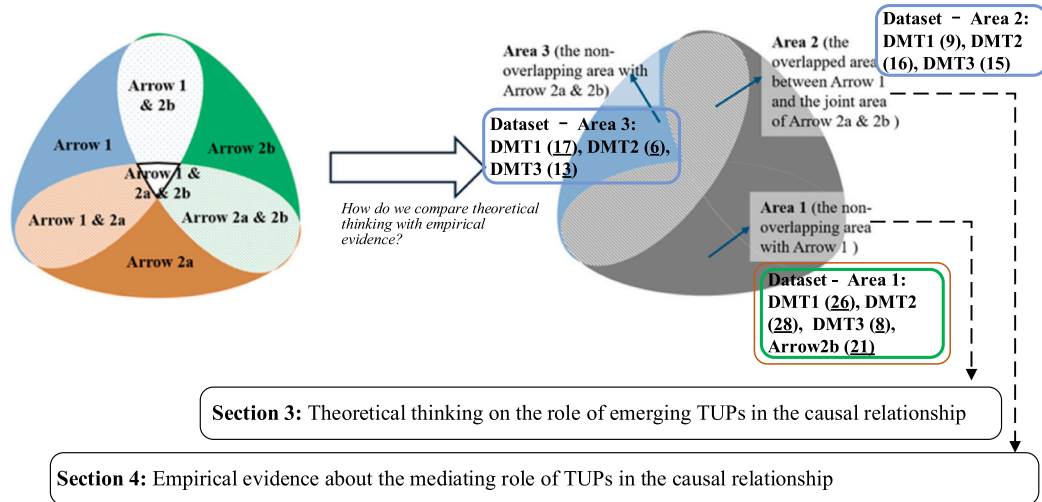 Arrow 1
& 2b
Arrow 1
Arrow 2b
Arrow 1 &
2a & 2b
Arrow 1 & 2a
Arrow 2a & 2b
Arrow 2a
How do we compare theoretical
thinking with empirical
evidence?
Area 3 (the non-
overlapping area with
Arrow 2a & 2b)
Dataset – Area 3:
DMT1 (17), DMT2 (6),
DMT3 (13)
Area 2 (the
overlapped area
between Arrow 1
and the joint area
of Arrow 2a & 2b )
Dataset – Area 2:
DMT1 (9), DMT2
(16), DMT3 (15)
Area 1 (the non-
overlapping area
with Arrow 1 )
Dataset - Area 1:
DMT1 (26), DMT2
(28), DMT3 (8),
Arrow2b (21)
Section 3: Theoretical thinking on the role of emerging TUPs in the causal relationship
Section 4: Empirical evidence about the mediating role of TUPs in the causal relationship